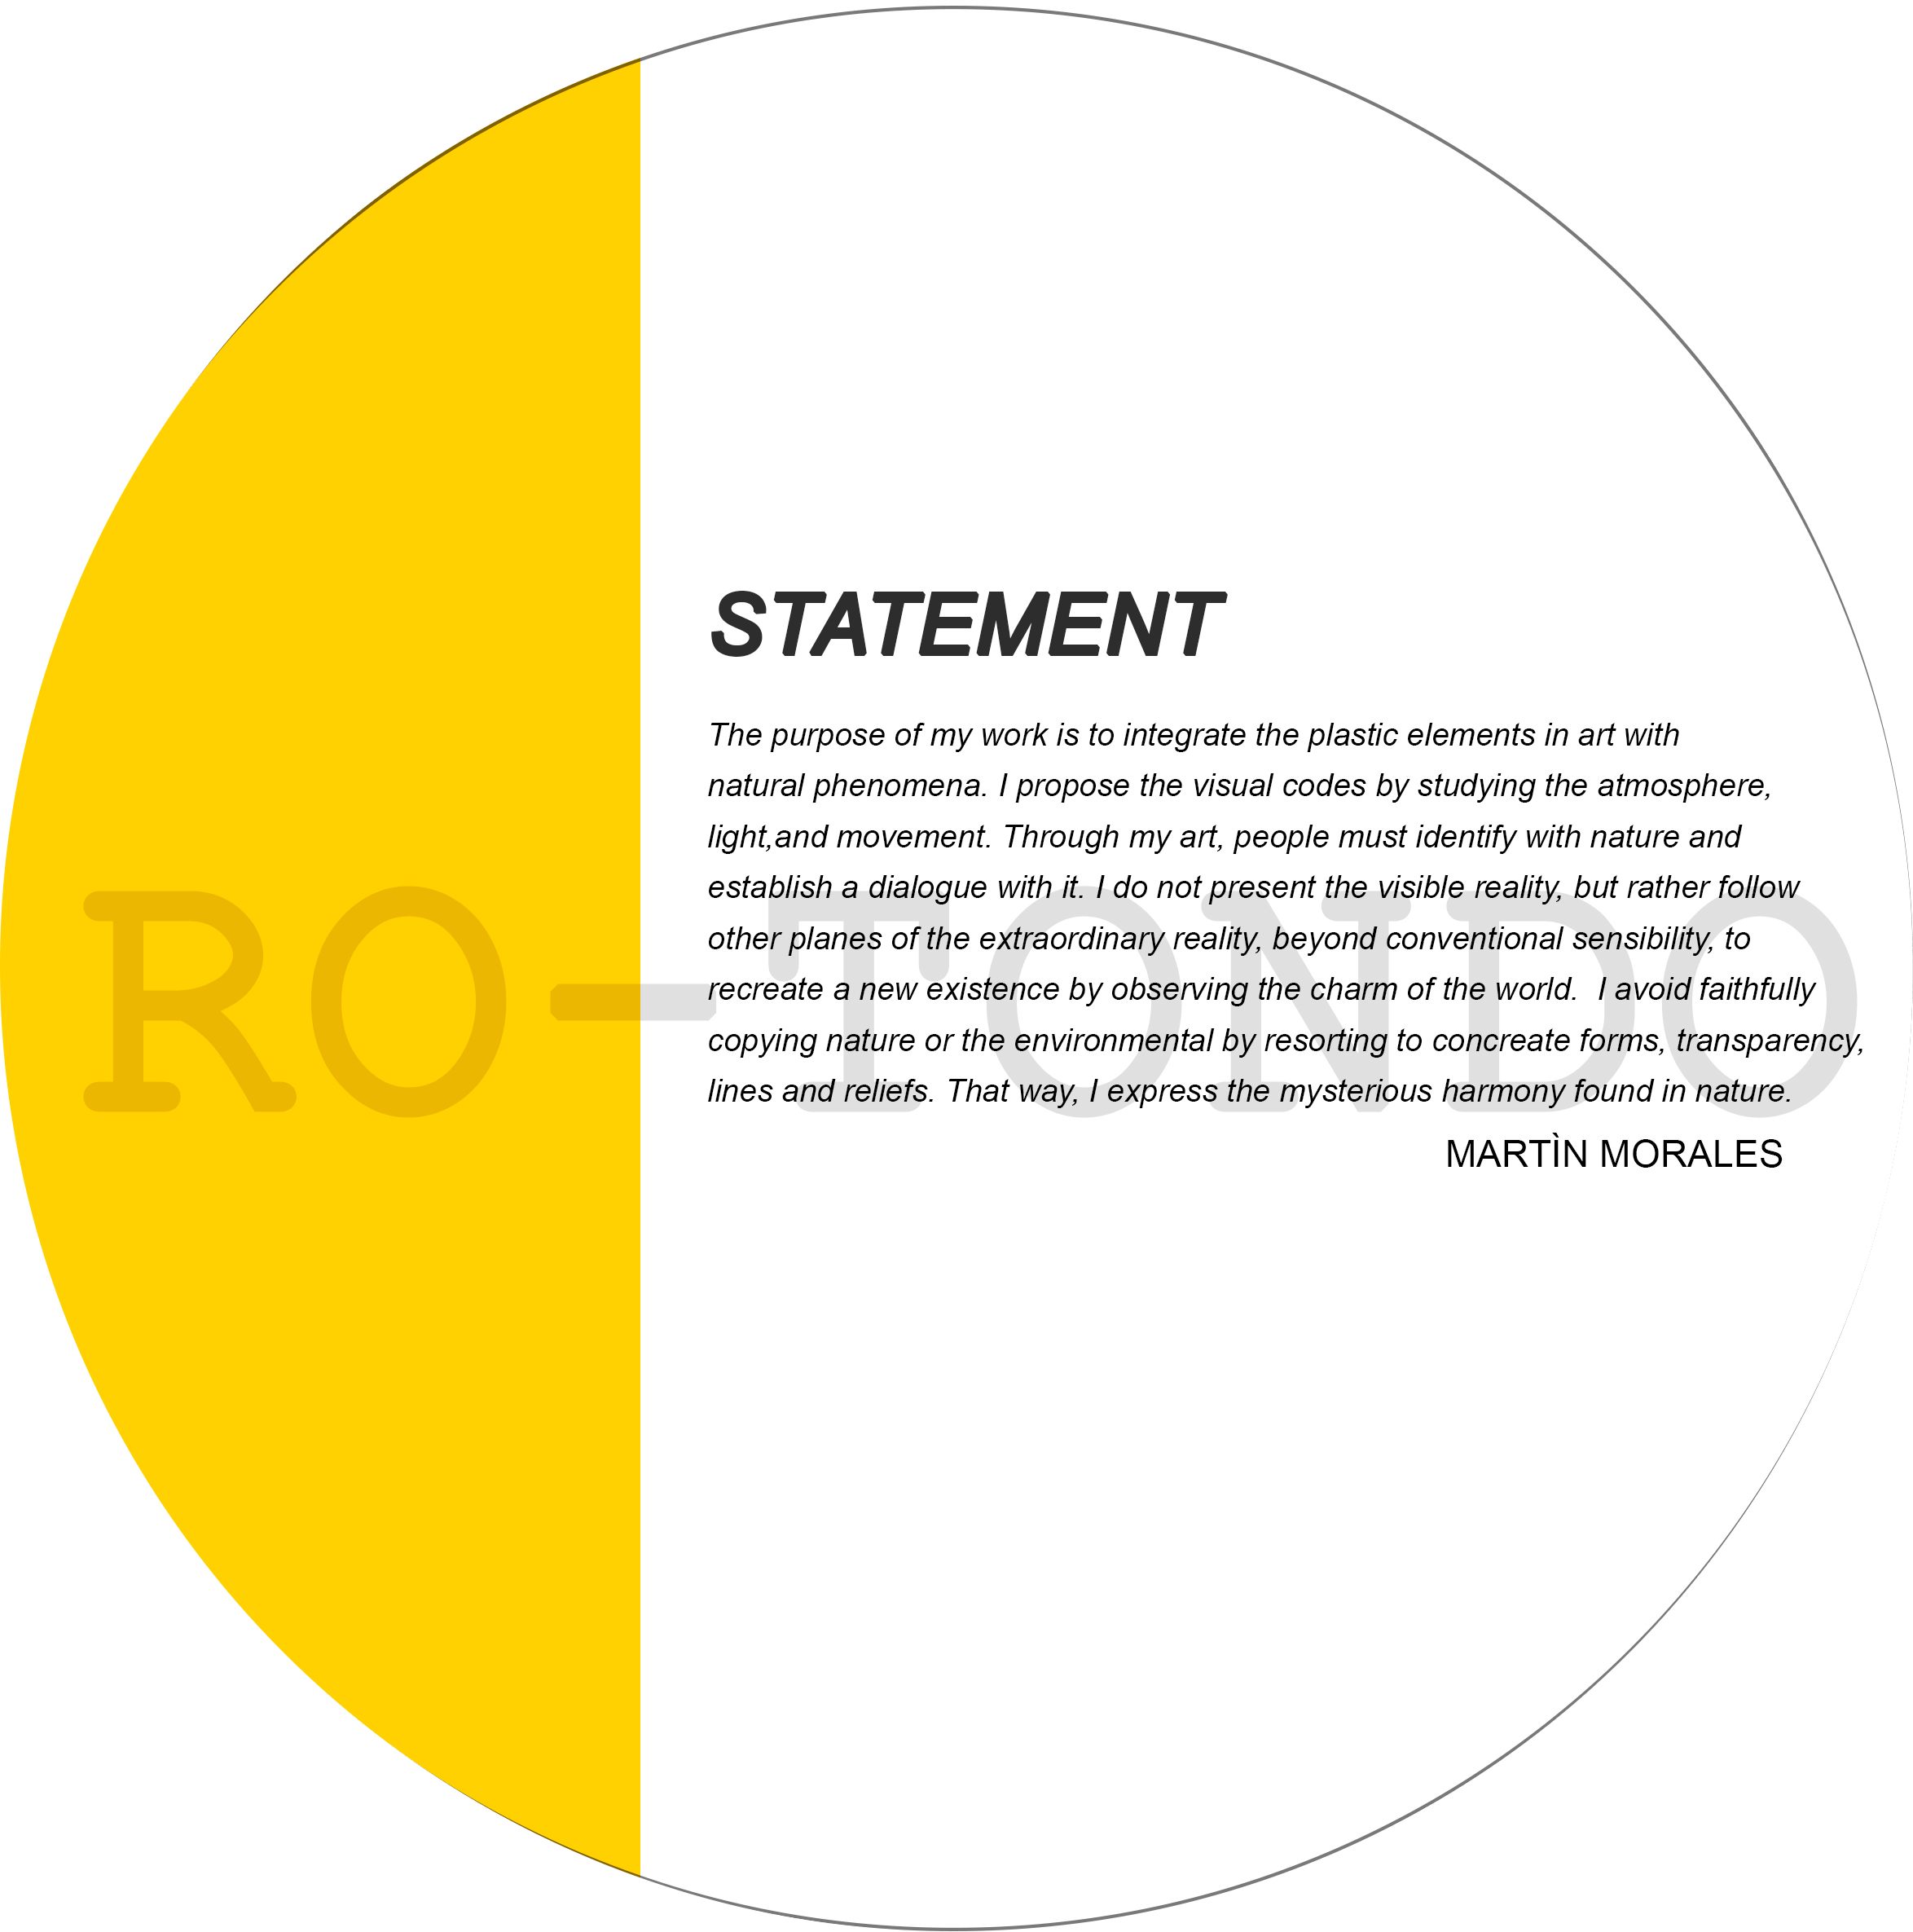 STATEMENT
The purpose of my work is to integrate the plastic elements in art with
natural phenomena. I propose the visual codes by studying the atmosphere,
light,and movement. Through my art, people must identify with nature and
establish a dialogue with it. I do not present the visible reality, but rather follow
other planes of the extraordinary reality, beyond conventional sensibility, to
recreate a new existence by observing the charm of the world.  I avoid faithfully
copying nature or the environmental by resorting to concreate forms, transparency,
lines and reliefs. That way, I express the mysterious harmony found in nature.
MARTÌN MORALES
RO-TONDO